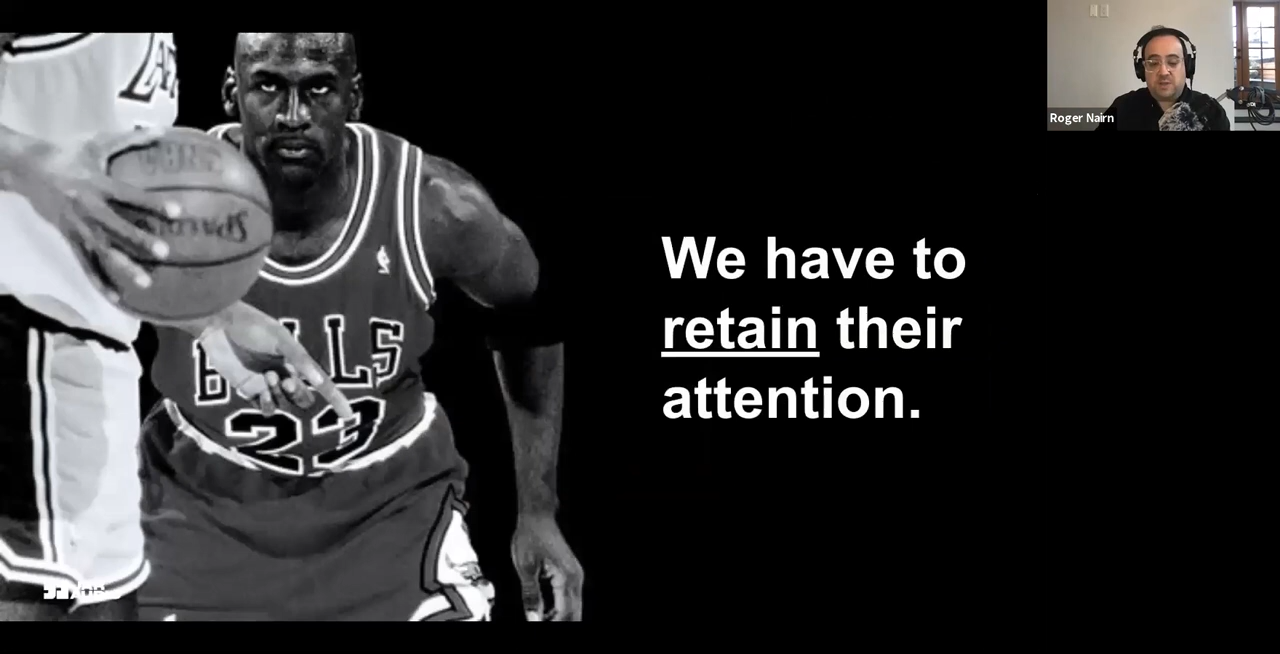 Roger Nairn
We have to
retain their
attention.
BULLS
23